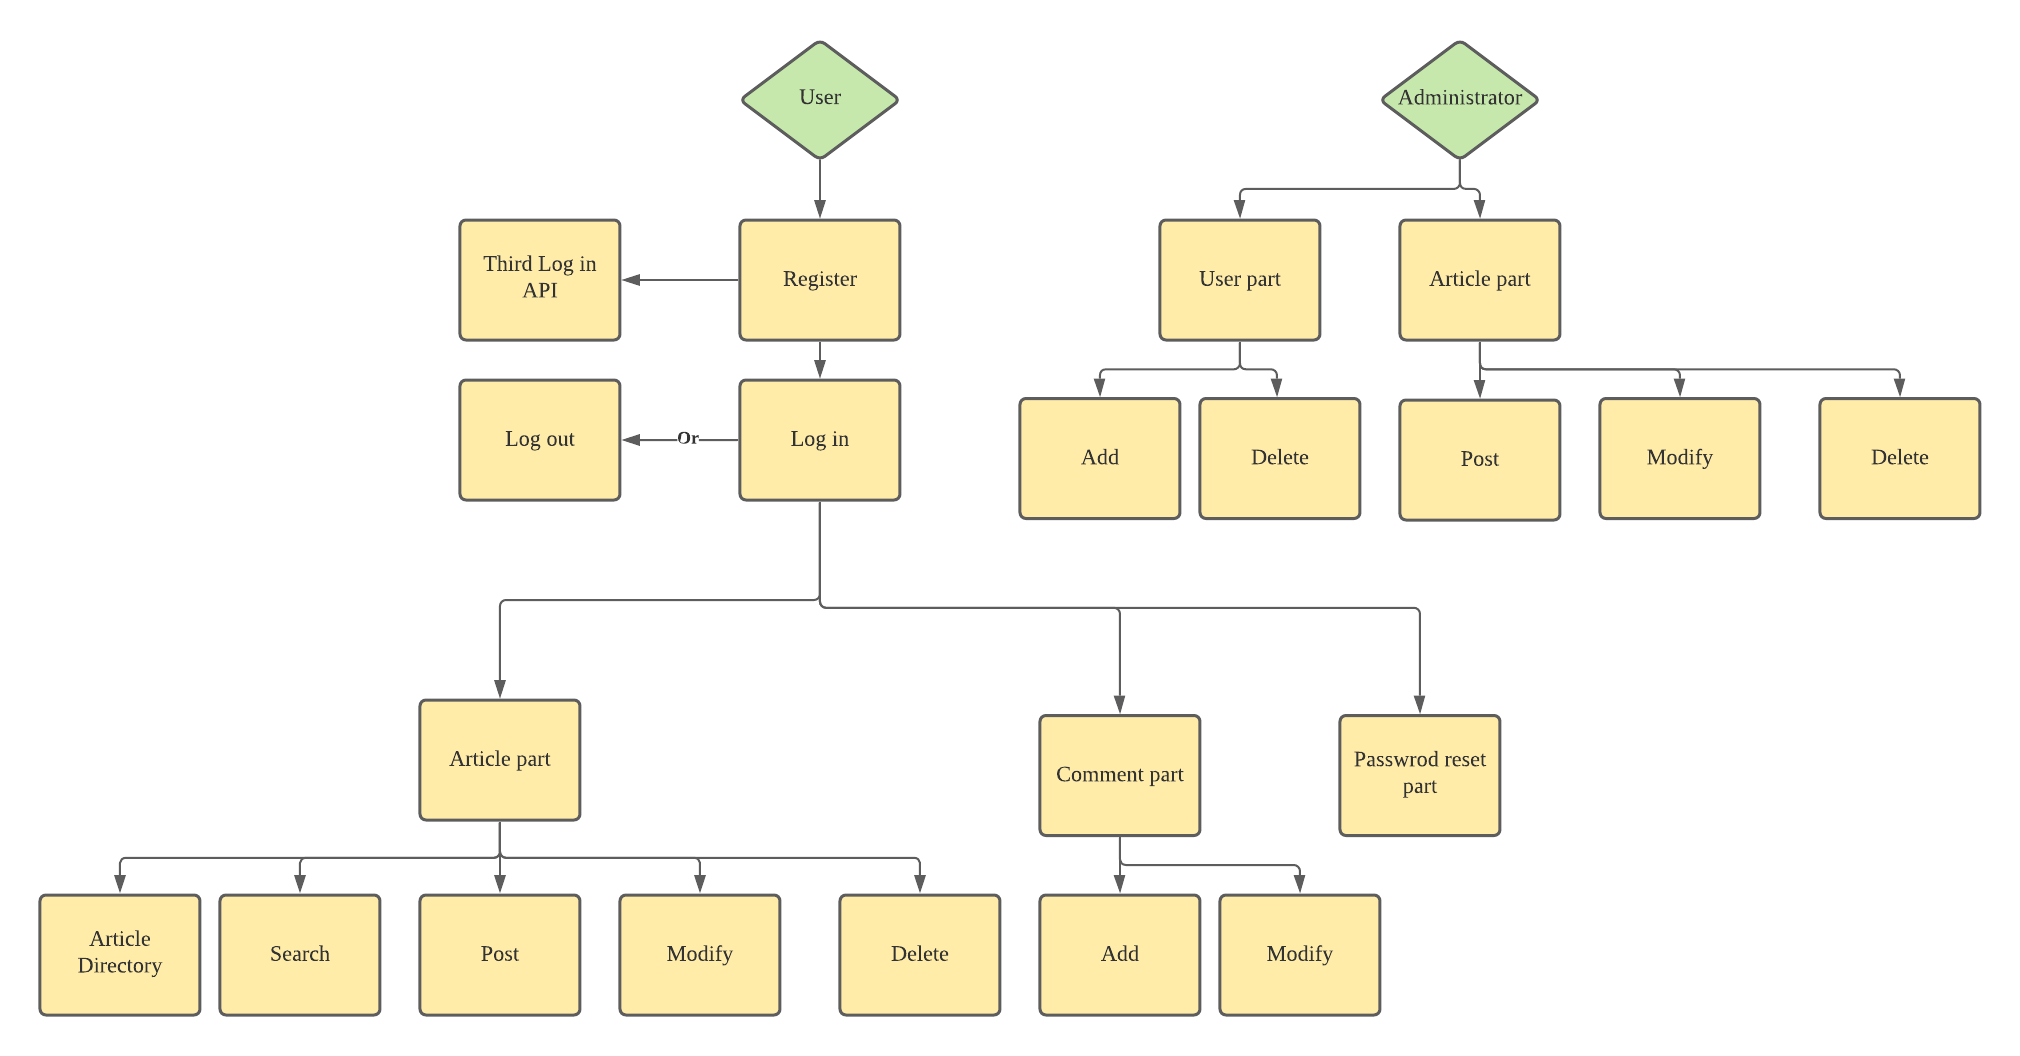 User
Administrator
Third Log in
API
Register
User part
Article part
Log out
Or
Log in
Add
Delete
Post
Modify
Delete
Article part
Comment part
Passwrod reset
part
Article
Directory
Search
Post
Modify
Delete
Add
Modify